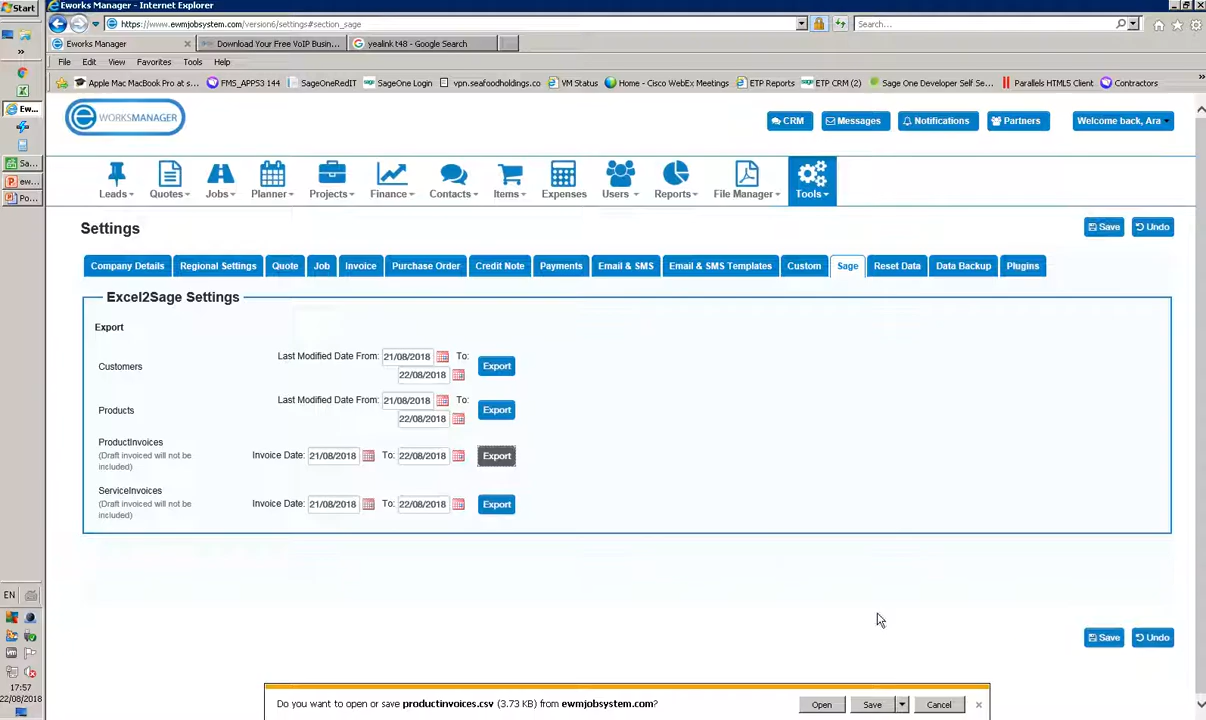 Start
Eworks Manager - Internet Explorer
https://www.ewmjobsystem.com/version6/settings#section_sage
Search...
Eworks Manager
Download Your Free VoIP Busin...
yealink t48 - Google Search
File Edit View Favorites Tools Help
Apple Mac MacBook Pro at s... FMS_APPS3 144 SageOneRedIT SageOne Login vpn.seafoodholdings.co VM Status Home - Cisco WebEx Meetings ETP Reports ETP CRM (2) Sage One Developer Self Se... Parallels HTML5 Client Contractors
Ew...
Sa...
ew...
Po...
e WORKSMANAGER
CRM Messages Notifications Partners Welcome back, Ara
Leads Quotes Jobs Planner Projects Finance Contacts Items Expenses Users Reports File Manager Tools
Settings
Save Undo
Company Details Regional Settings Quote Job Invoice Purchase Order Credit Note Payments Email & SMS Email & SMS Templates Custom Sage Reset Data Data Backup Plugins
Excel2Sage Settings
Export
Customers
Last Modified Date From: 21/08/2018 To:
22/08/2018
Export
Products
Last Modified Date From: 21/08/2018 To:
22/08/2018
Export
ProductInvoices
(Draft invoiced will not be
included)
Invoice Date: 21/08/2018 To: 22/08/2018 Export
ServiceInvoices
(Draft invoiced will not be
included)
Invoice Date: 21/08/2018 To: 22/08/2018 Export
Save Undo
EN
17:57
22/08/2018
Do you want to open or save productinvoices.csv (3.73 KB) from ewmjobsystem.com?
Open Save Cancel